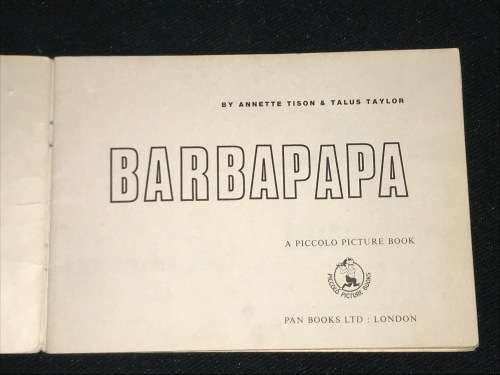 BY ANNETTE TISON & TALUS TAYLOR
BARBAPAPA
A PICCOLO PICTURE BOOK
PICCOLO PICTURE BOOKS
PAN BOOKS LTD : LONDON